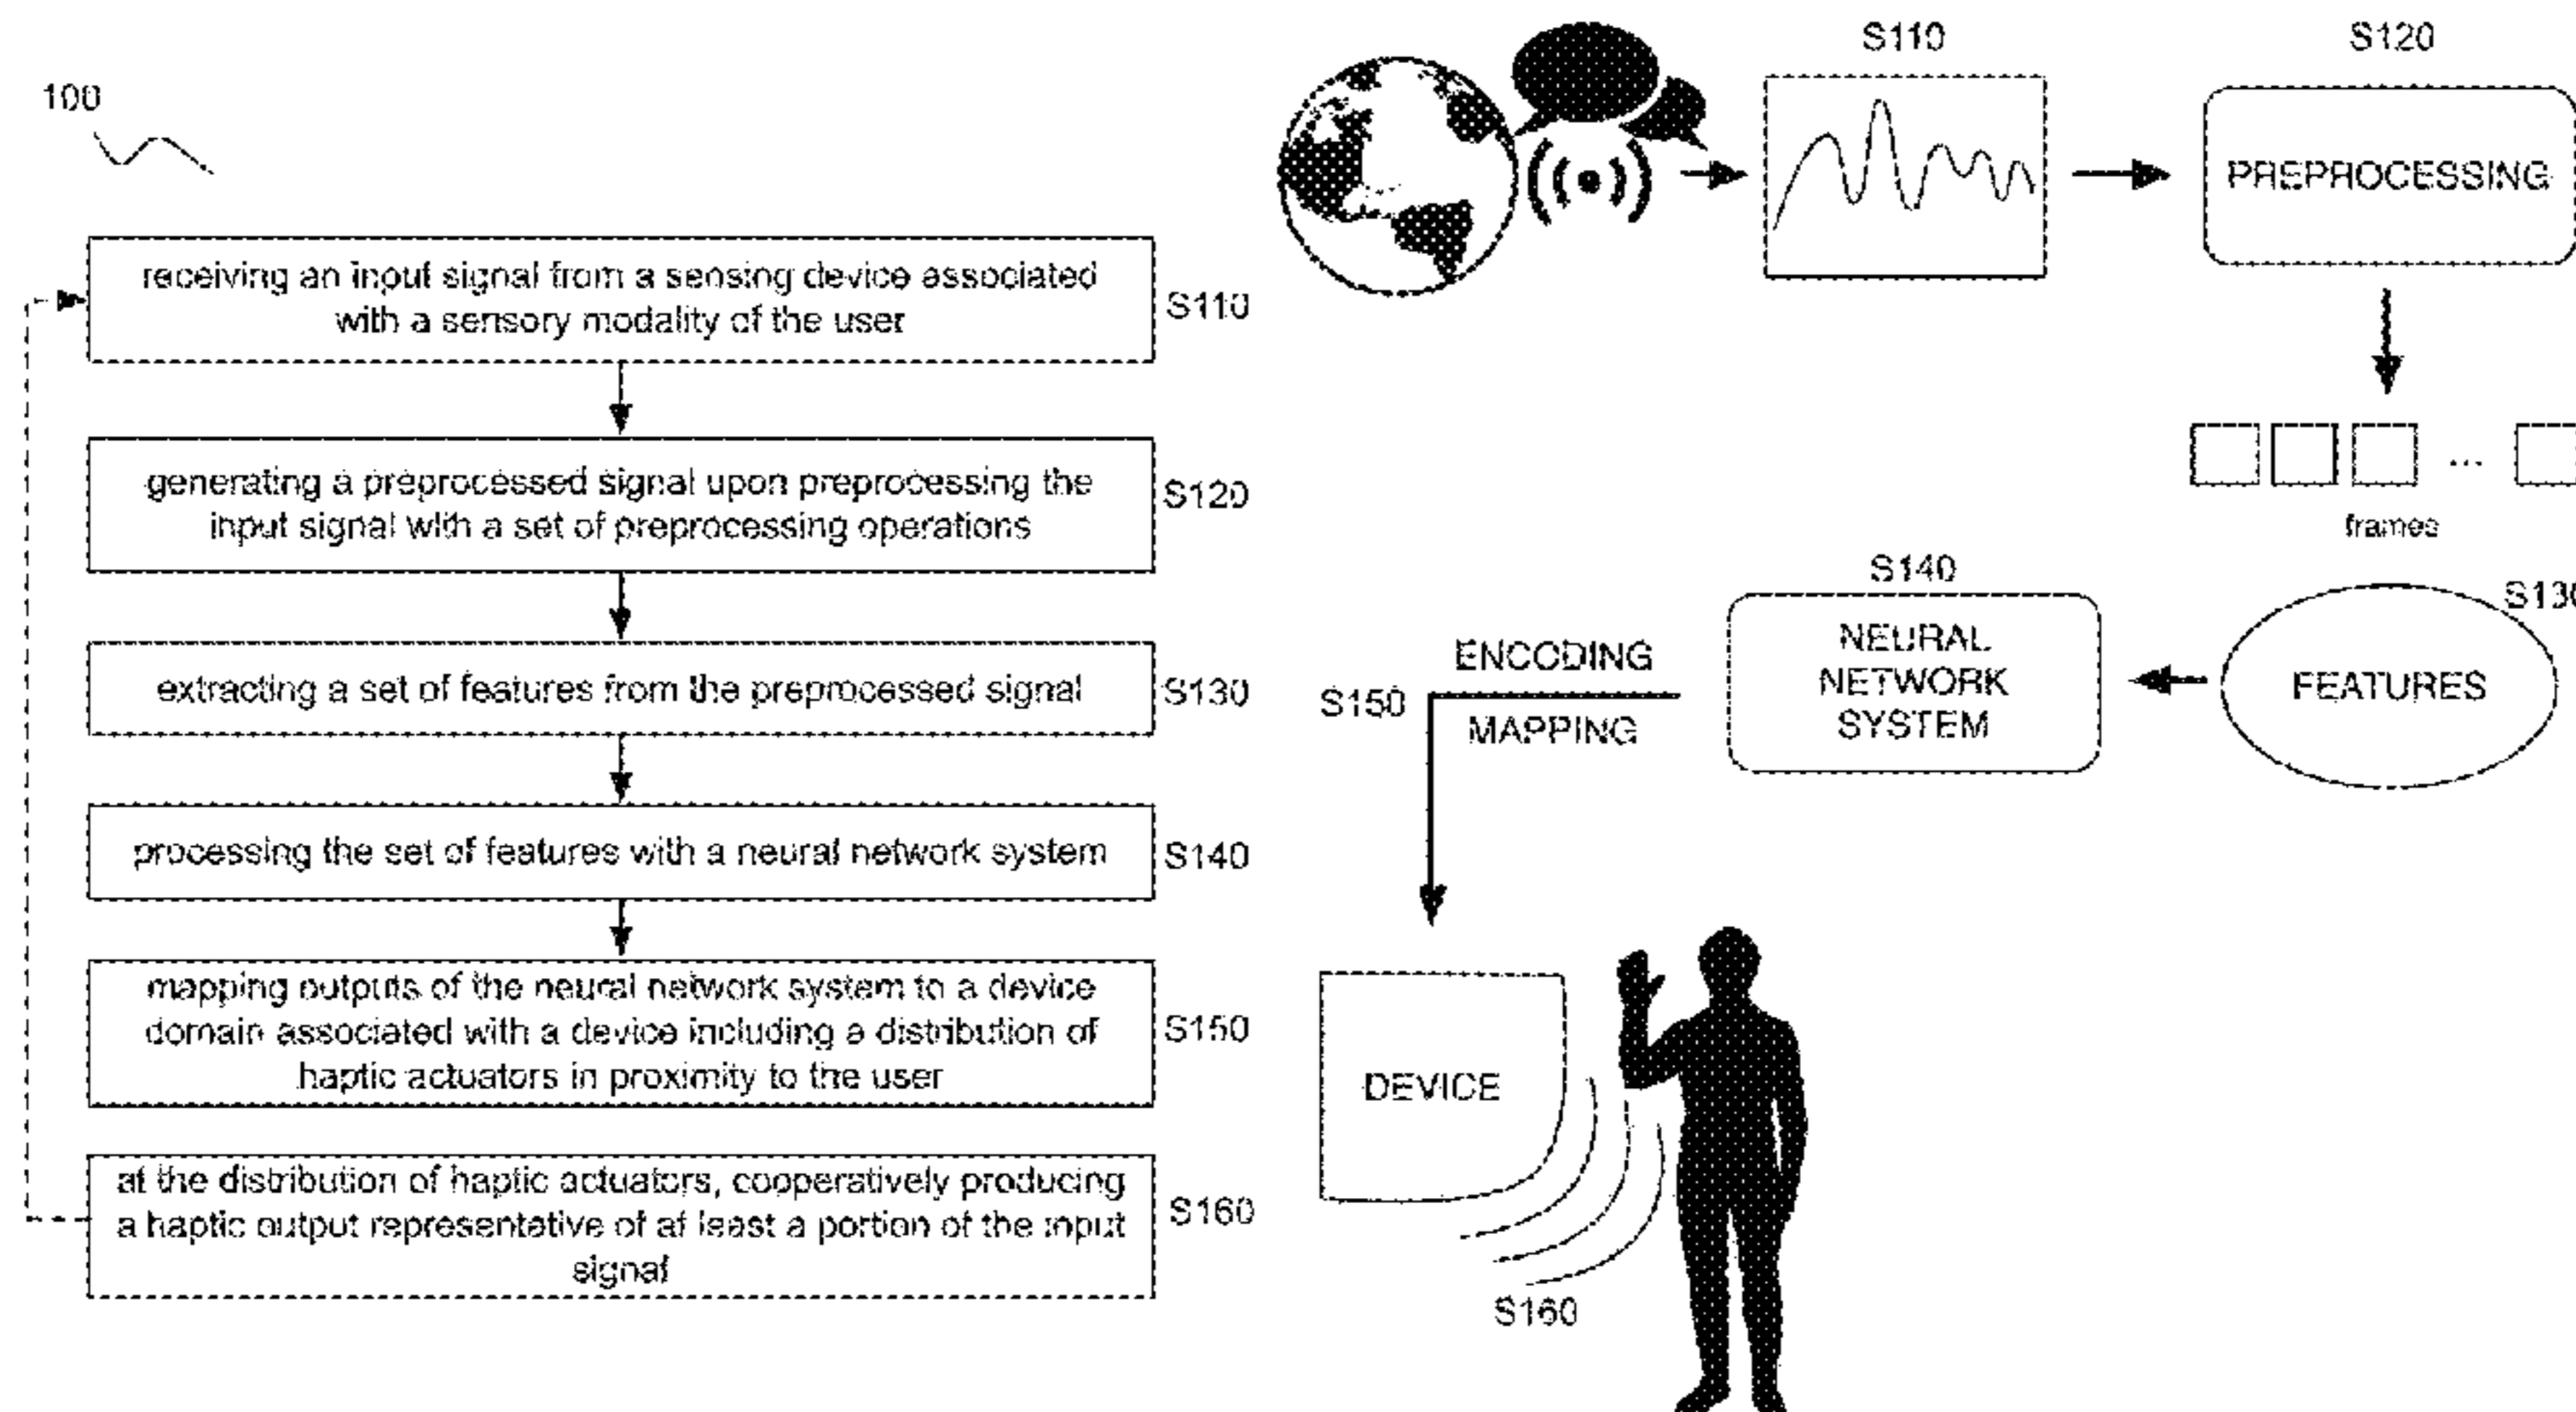 100
receiving an input signal from a sensing device associated
with a sensory modality of the user
S110
generating a preprocessed signal upon preprocessing the
input signal with a set of preprocessing operations
S120
extracting a set of features from the preprocessed signal
S130
processing the set of features with a neural network system
S140
mapping outputs of the neural network system to a device
domain associated with a device including a distribution of
haptic actuators in proximity to the user
S150
at the distribution of haptic actuators, cooperatively producing
a haptic output representative of at least a portion of the input
signal
S160
S110
S120
PREPROCESSING
...
frames
S130
FEATURES
S140
NEURAL
NETWORK
SYSTEM
ENCODING
S150
MAPPING
DEVICE
S160